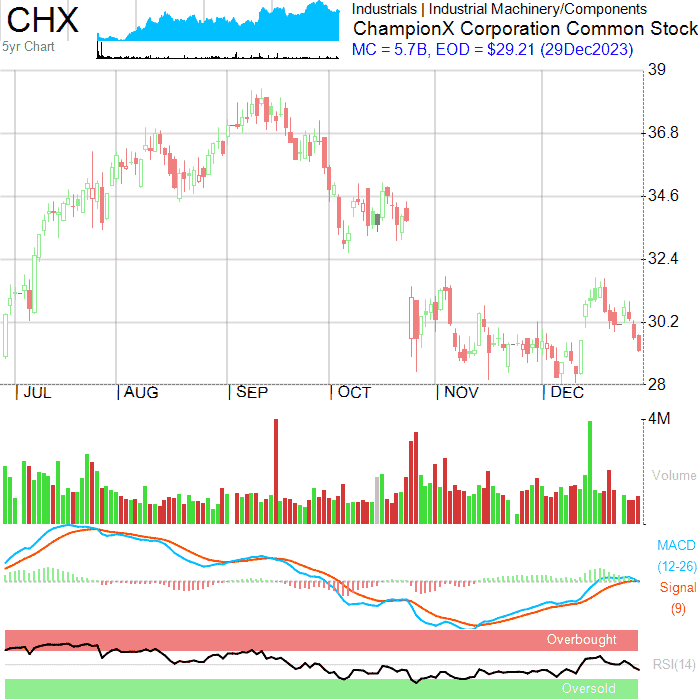 CHX
5yr Chart
Industrials | Industrial Machinery/Components
ChampionX Corporation Common Stock
MC = 5.7B, EOD = $29.21 (29Dec2023)
39
36.8
34.6
32.4
30.2
28
JUL AUG SEP OCT NOV DEC
4M
Volume
MACD
(12-26)
Signal
(9)
Overbought
RSI(14)
Oversold